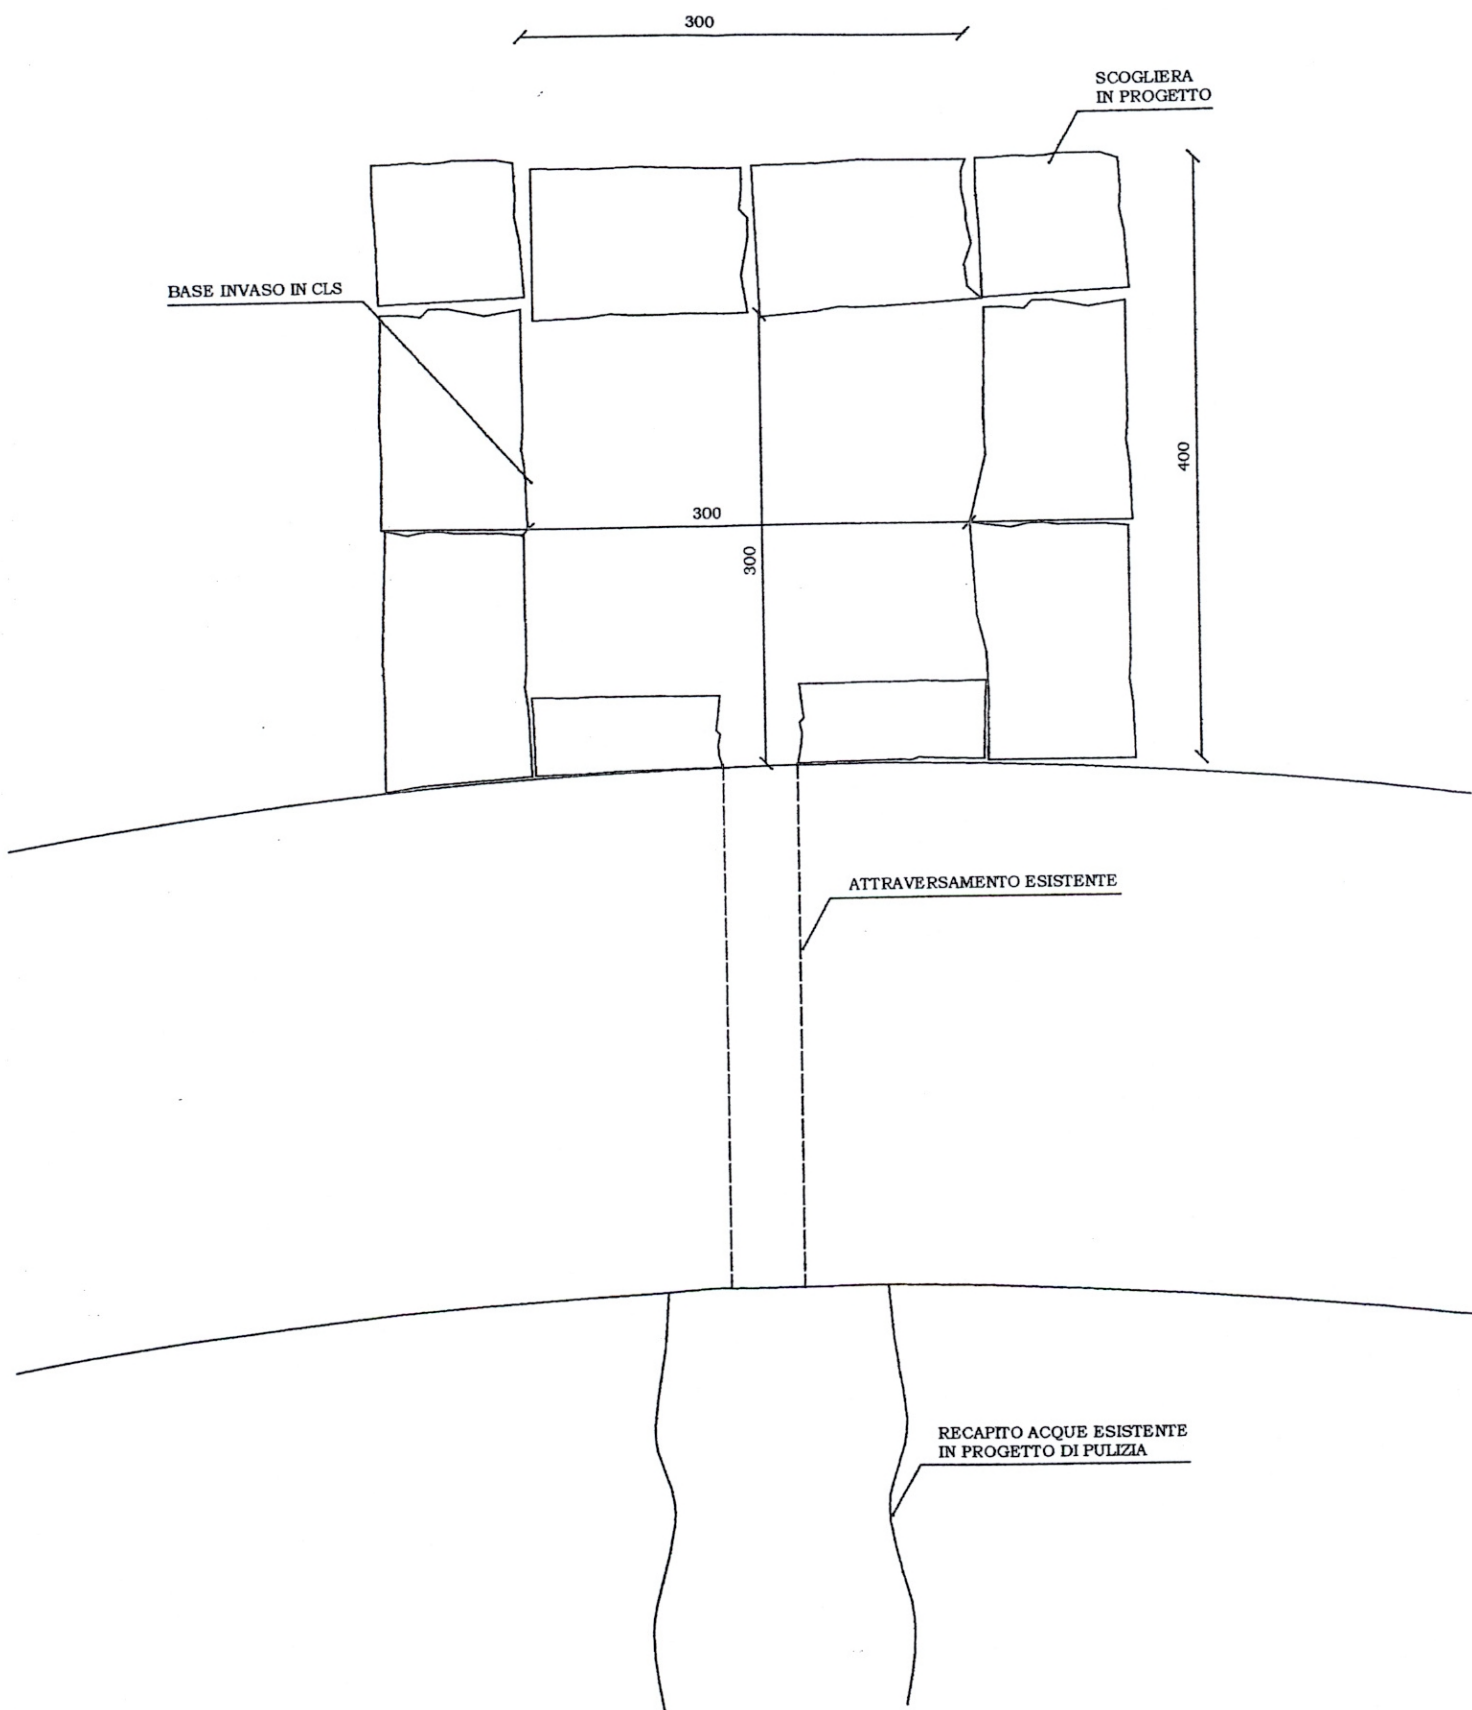 300
SCOGLIERA
IN PROGETTO
BASE INVASO IN CLS
400
300
300
ATTRAVERSAMENTO ESISTENTE
RECAPITO ACQUE ESISTENTE
IN PROGETTO DI PULIZIA